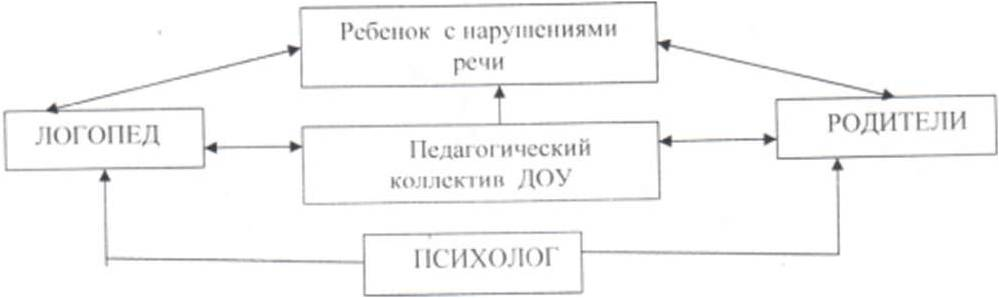 Ребенок с нарушениями
речи
ЛОГОПЕД
РОДИТЕЛИ
Педагогический
коллектив ДОУ
ПСИХОЛОГ